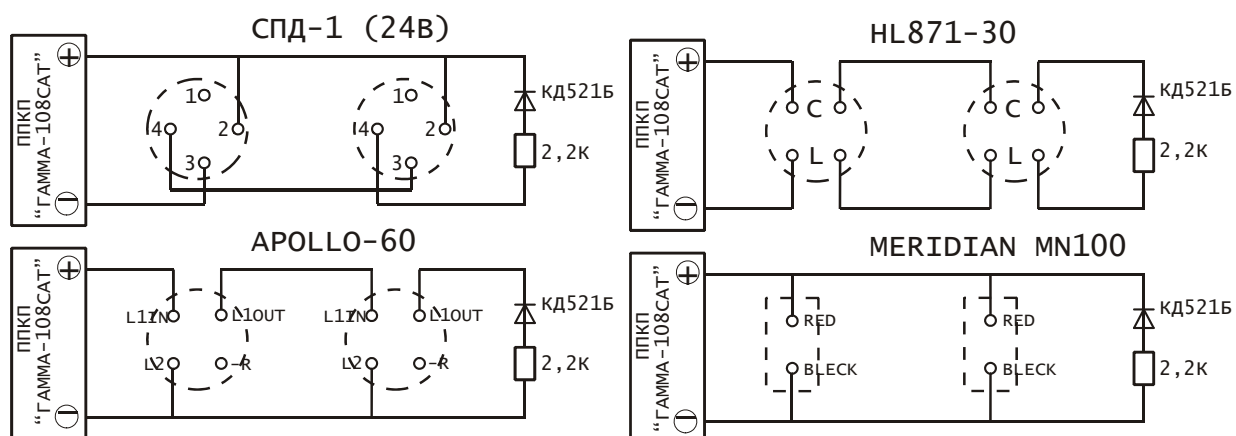 СПД-1 (24В)
ППКП
“ГАММА-108САТ”
+
−
1
4
2
3
1
4
2
3
КД521Б
2,2К
HL871-30
ППКП
“ГАММА-108САТ”
+
−
C
L
C
L
КД521Б
2,2К
APOLLO-60
ППКП
“ГАММА-108САТ”
+
−
L1IN
L1OUT
L2
-R
L1IN
L1OUT
L2
-R
КД521Б
2,2К
MERIDIAN MN100
ППКП
“ГАММА-108САТ”
+
−
RED
BLECK
RED
BLECK
КД521Б
2,2К